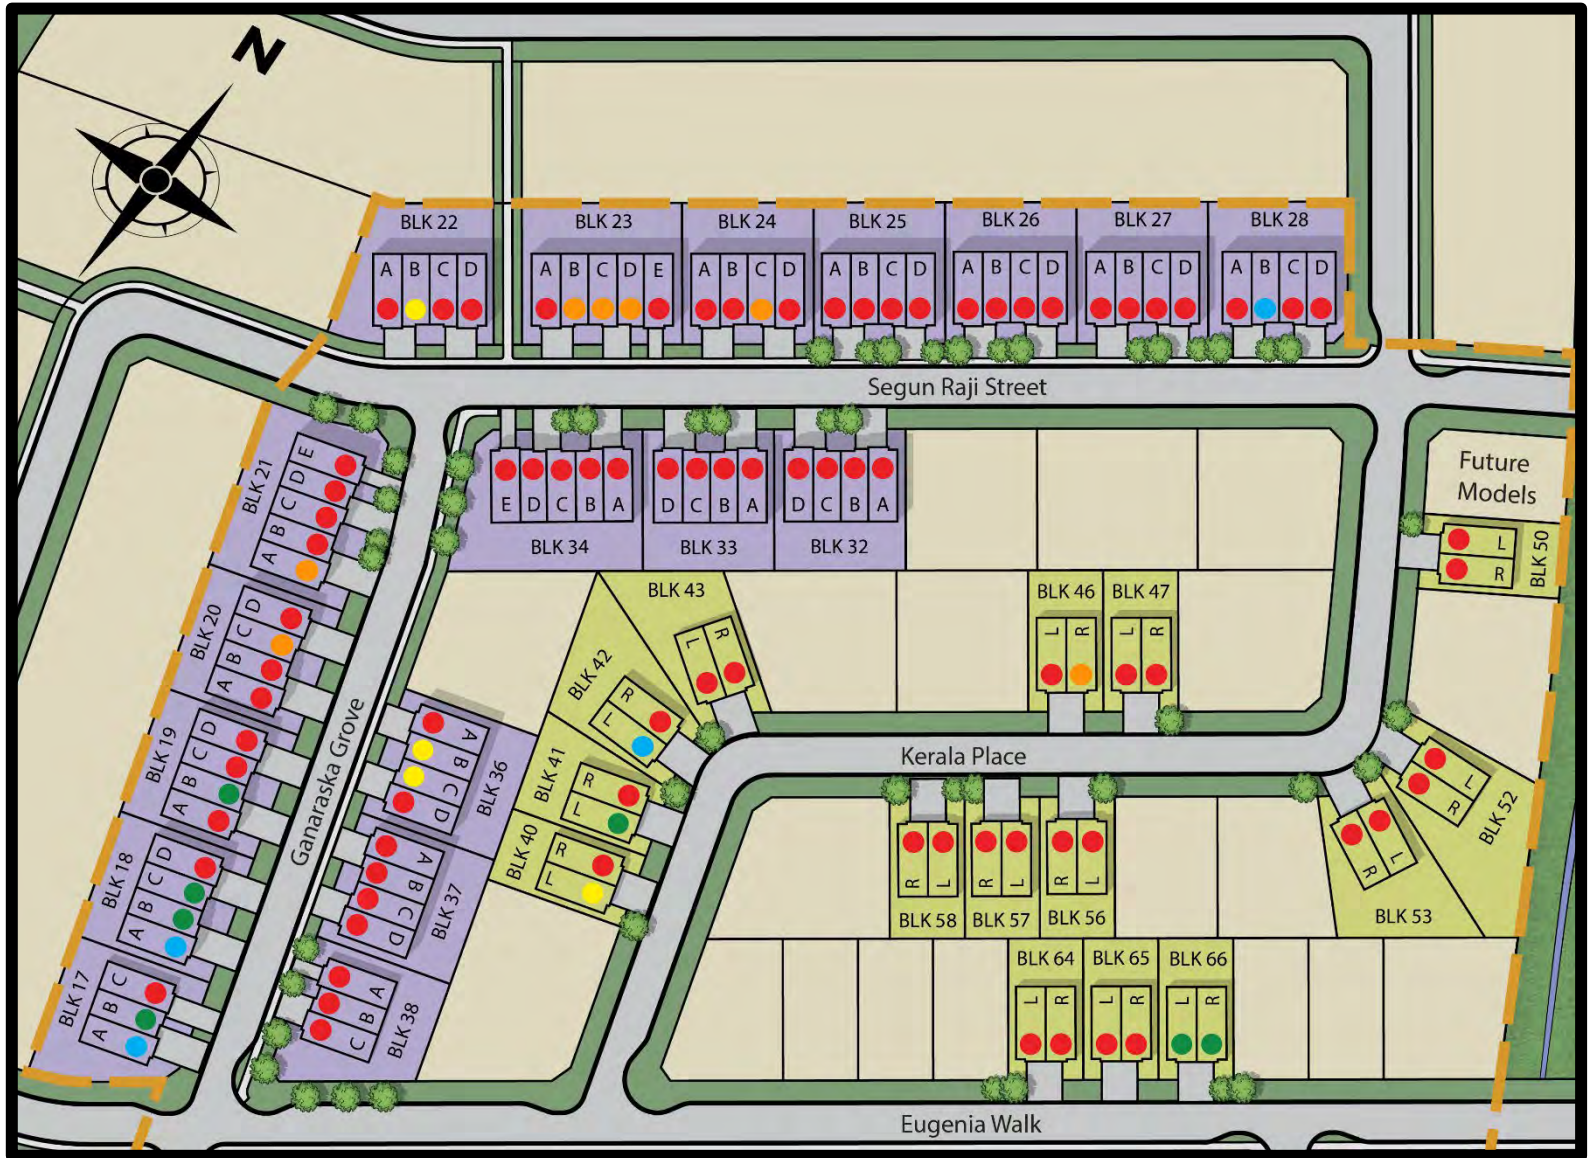 N
BLK 22
BLK 23
BLK 24
BLK 25
BLK 26
BLK 27
BLK 28
A B C D
A B C D E
A B C D
A B C D
A B C D
A B C D
A B C D
Segun Raji Street
E D C B A
D C B A
D C B A
BLK 34
BLK 33
BLK 32
Future
Models
L
R
BLK 50
BLK 21
E
D
C
B
A
BLK 20
D
C
B
A
BLK 19
D
C
B
A
BLK 18
D
C
B
A
BLK 17
C
B
A
Ganaraska Grove
A
B
C
D
BLK 36
A
B
C
D
BLK 37
A
B
C
BLK 38
BLK 43
L R
BLK 42
R
L
BLK 41
R
L
BLK 40
R
L
BLK 46
L R
BLK 47
L R
Kerala Place
L
R
BLK 52
R L
BLK 53
R L
R L
R L
BLK 58
BLK 57
BLK 56
BLK 64
BLK 65
BLK 66
L R
L R
L R
Eugenia Walk